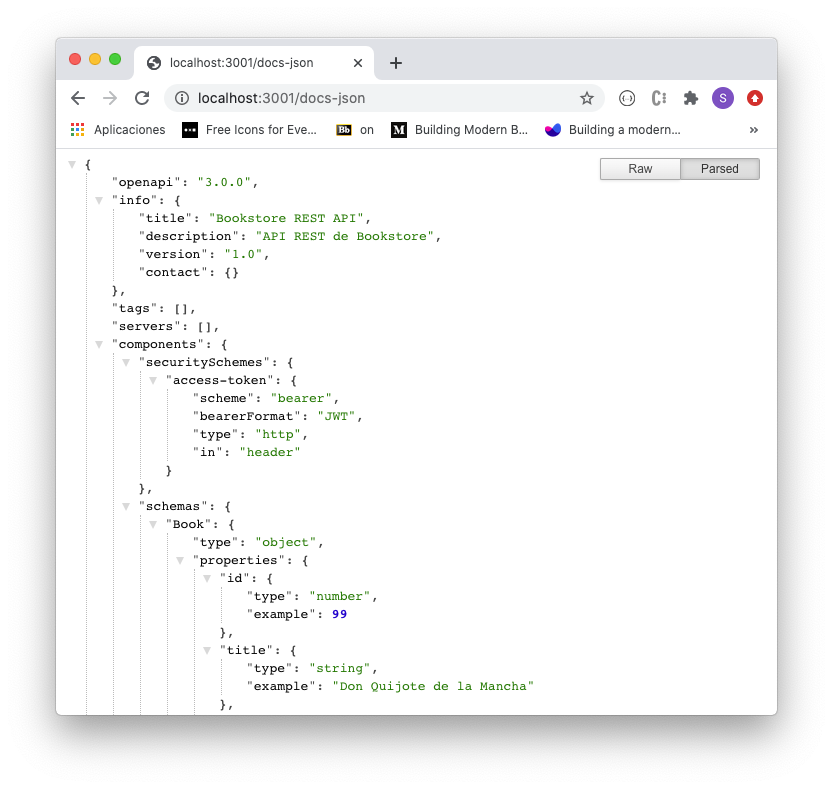 localhost:3001/docs-json
localhost:3001/docs-json
S
Aplicaciones
Free Icons for Eve...
Bb on
M Building Modern B...
Building a modern...
»
Raw
Parsed
{
"openapi": "3.0.0",
"info": {
"title": "Bookstore REST API",
"description": "API REST de Bookstore",
"version": "1.0",
"contact": {}
},
"tags": [],
"servers": [],
"components": {
"securitySchemes": {
"access-token": {
"scheme": "bearer",
"bearerFormat": "JWT",
"type": "http",
"in": "header"
}
},
"schemas": {
"Book": {
"type": "object",
"properties": {
"id": {
"type": "number",
"example": 99
},
"title": {
"type": "string",
"example": "Don Quijote de la Mancha"
},